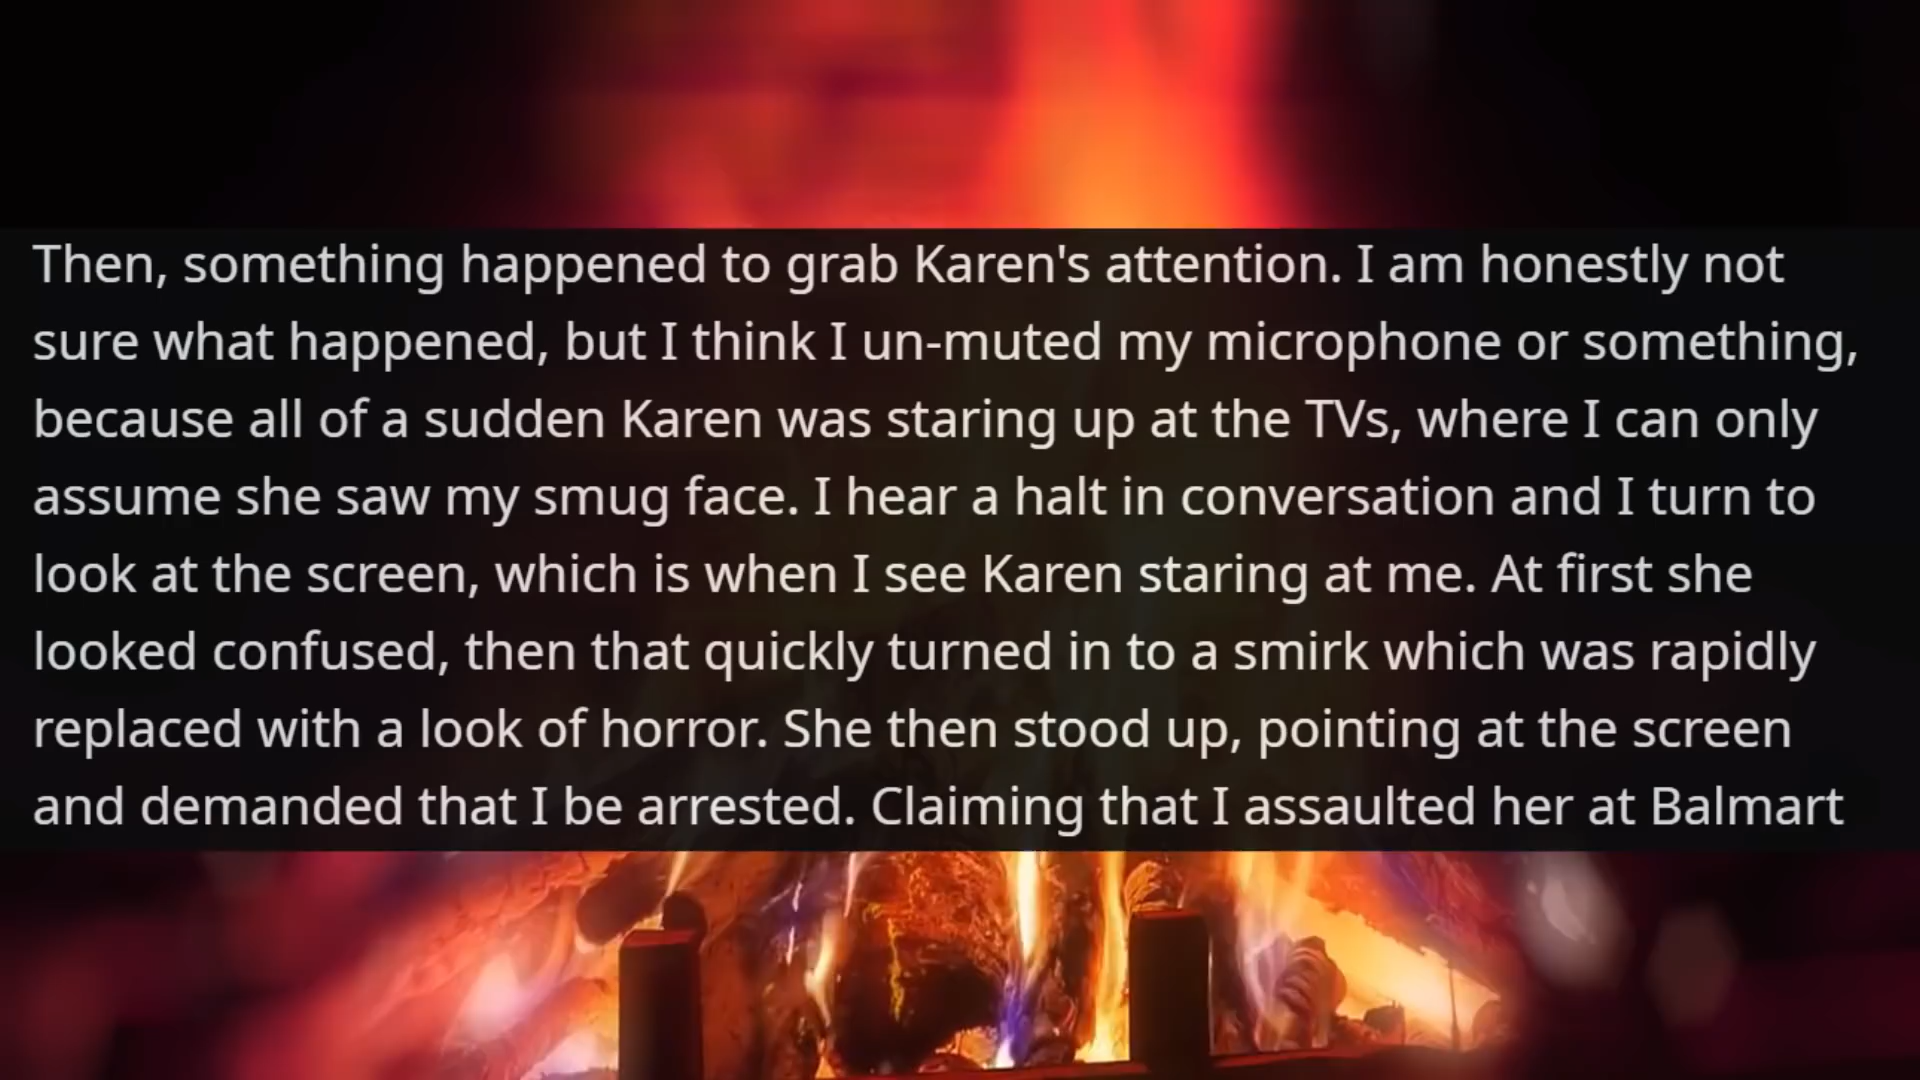 Then, something happened to grab Karen's attention. I am honestly not
sure what happened, but I think I un-muted my microphone or something,
because all of a sudden Karen was staring up at the TVs, where I can only
assume she saw my smug face. I hear a halt in conversation and I turn to
look at the screen, which is when I see Karen staring at me. At first she
looked confused, then that quickly turned in to a smirk which was rapidly
replaced with a look of horror. She then stood up, pointing at the screen
and demanded that I be arrested. Claiming that I assaulted her at Balmart